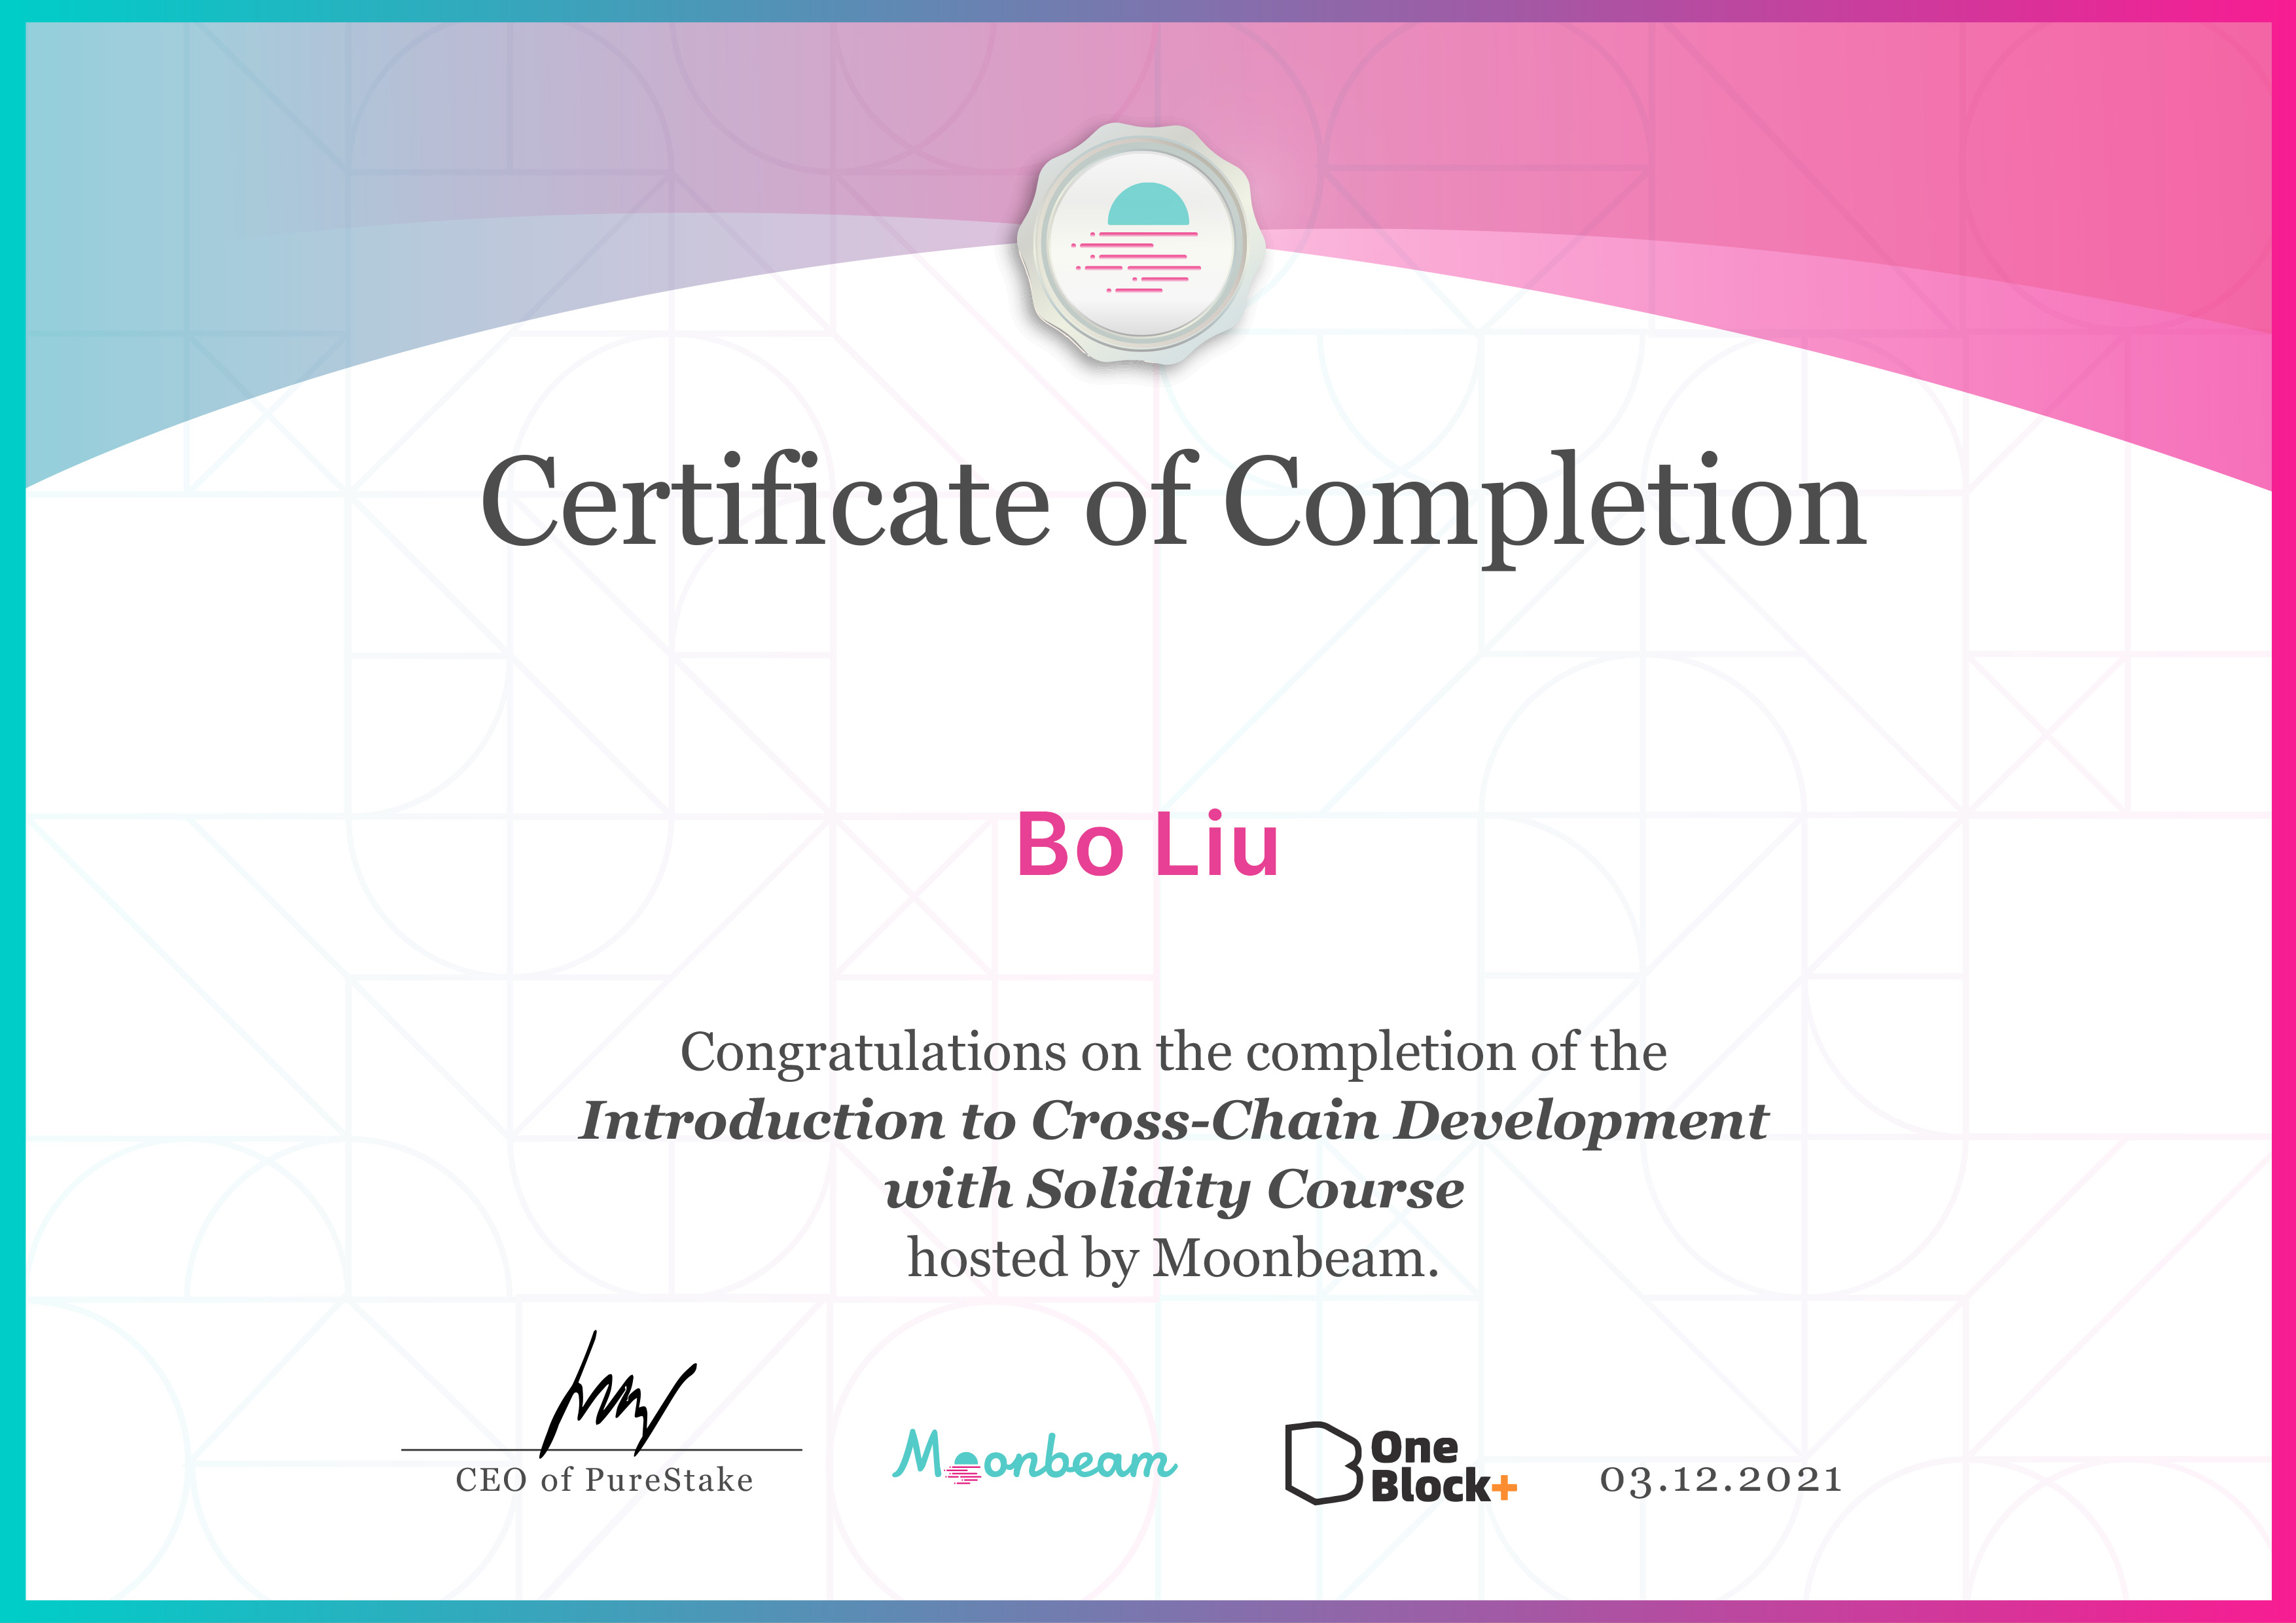 Certificate of Completion
Bo Liu
Congratulations on the completion of the
Introduction to Cross-Chain Development
with Solidity Course
hosted by Moonbeam.
CEO of PureStake
Moonbeam
One
Block+
03.12.2021